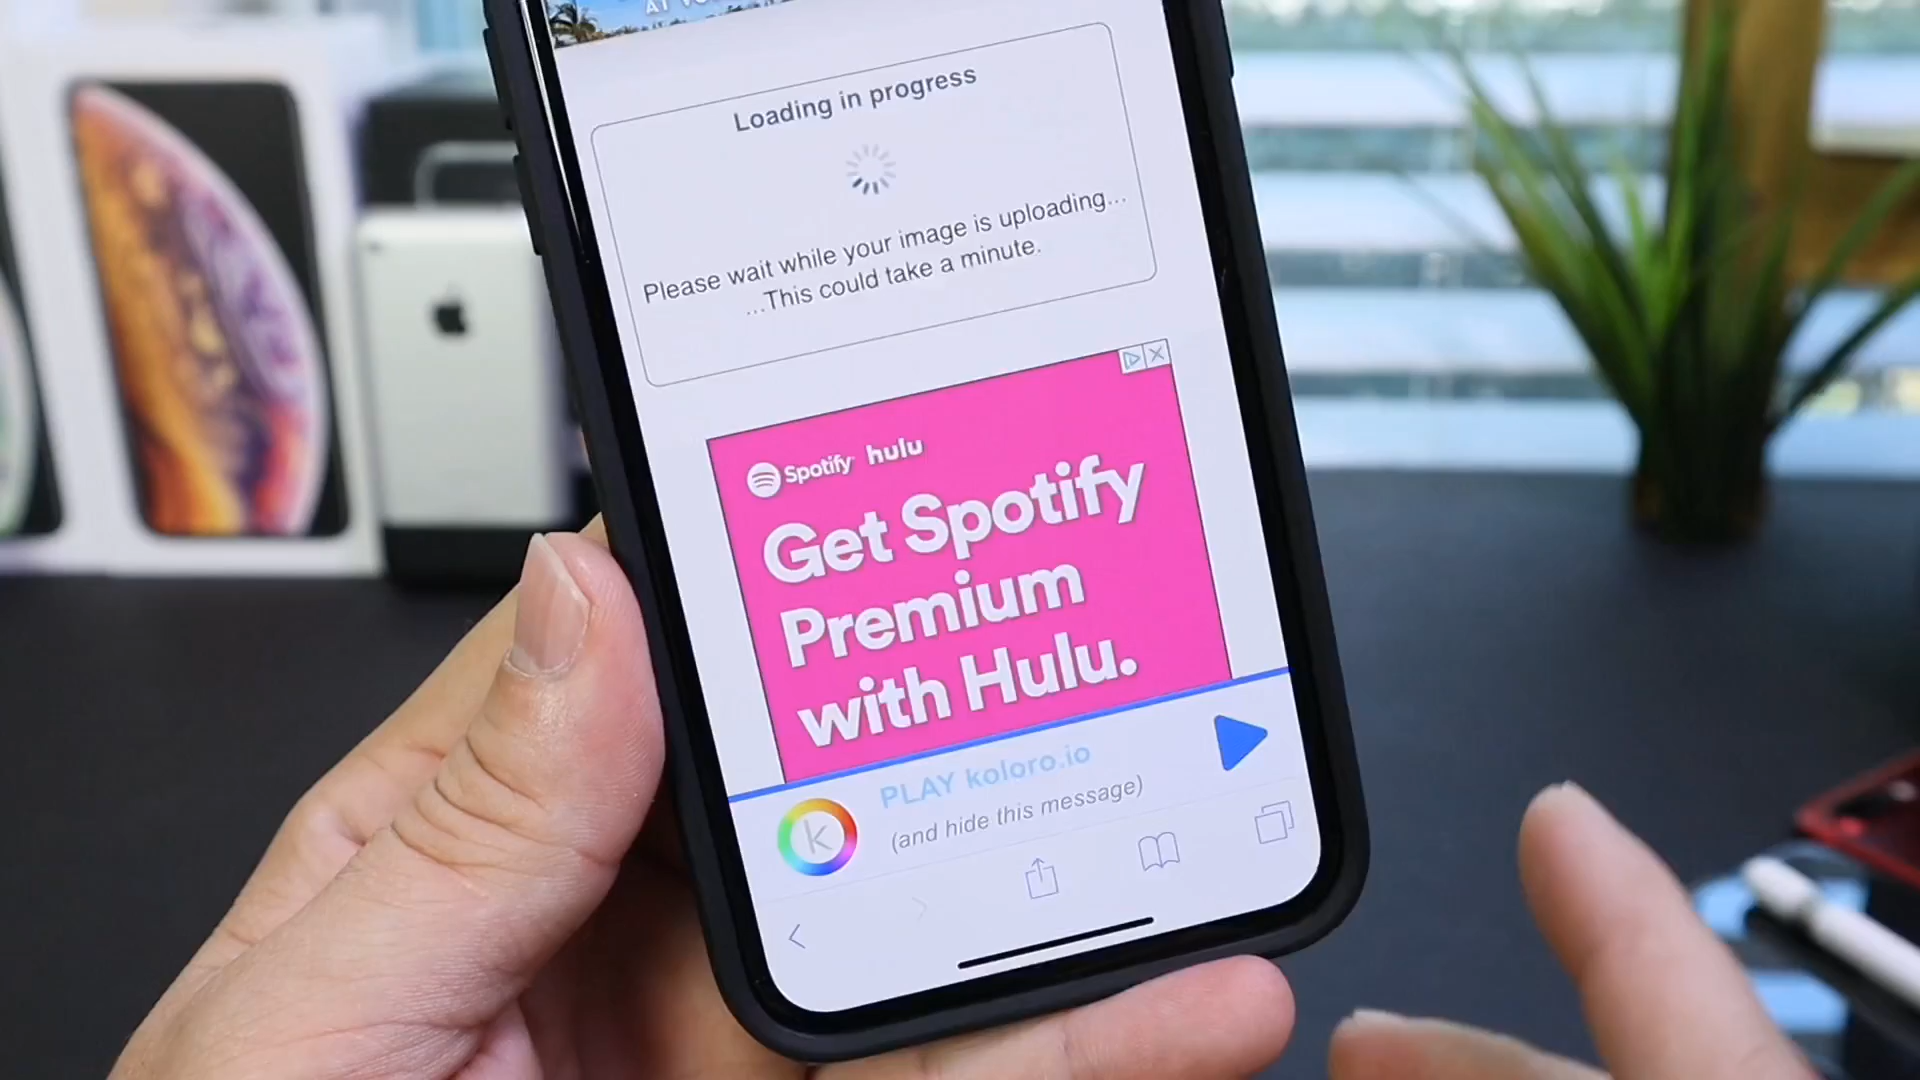 AT
Loading in progress
Please wait while your image is uploading...
...This could take a minute.
Spotify hulu
Get Spotify
Premium
with Hulu.
PLAY koloro.io
(and hide this message)
k